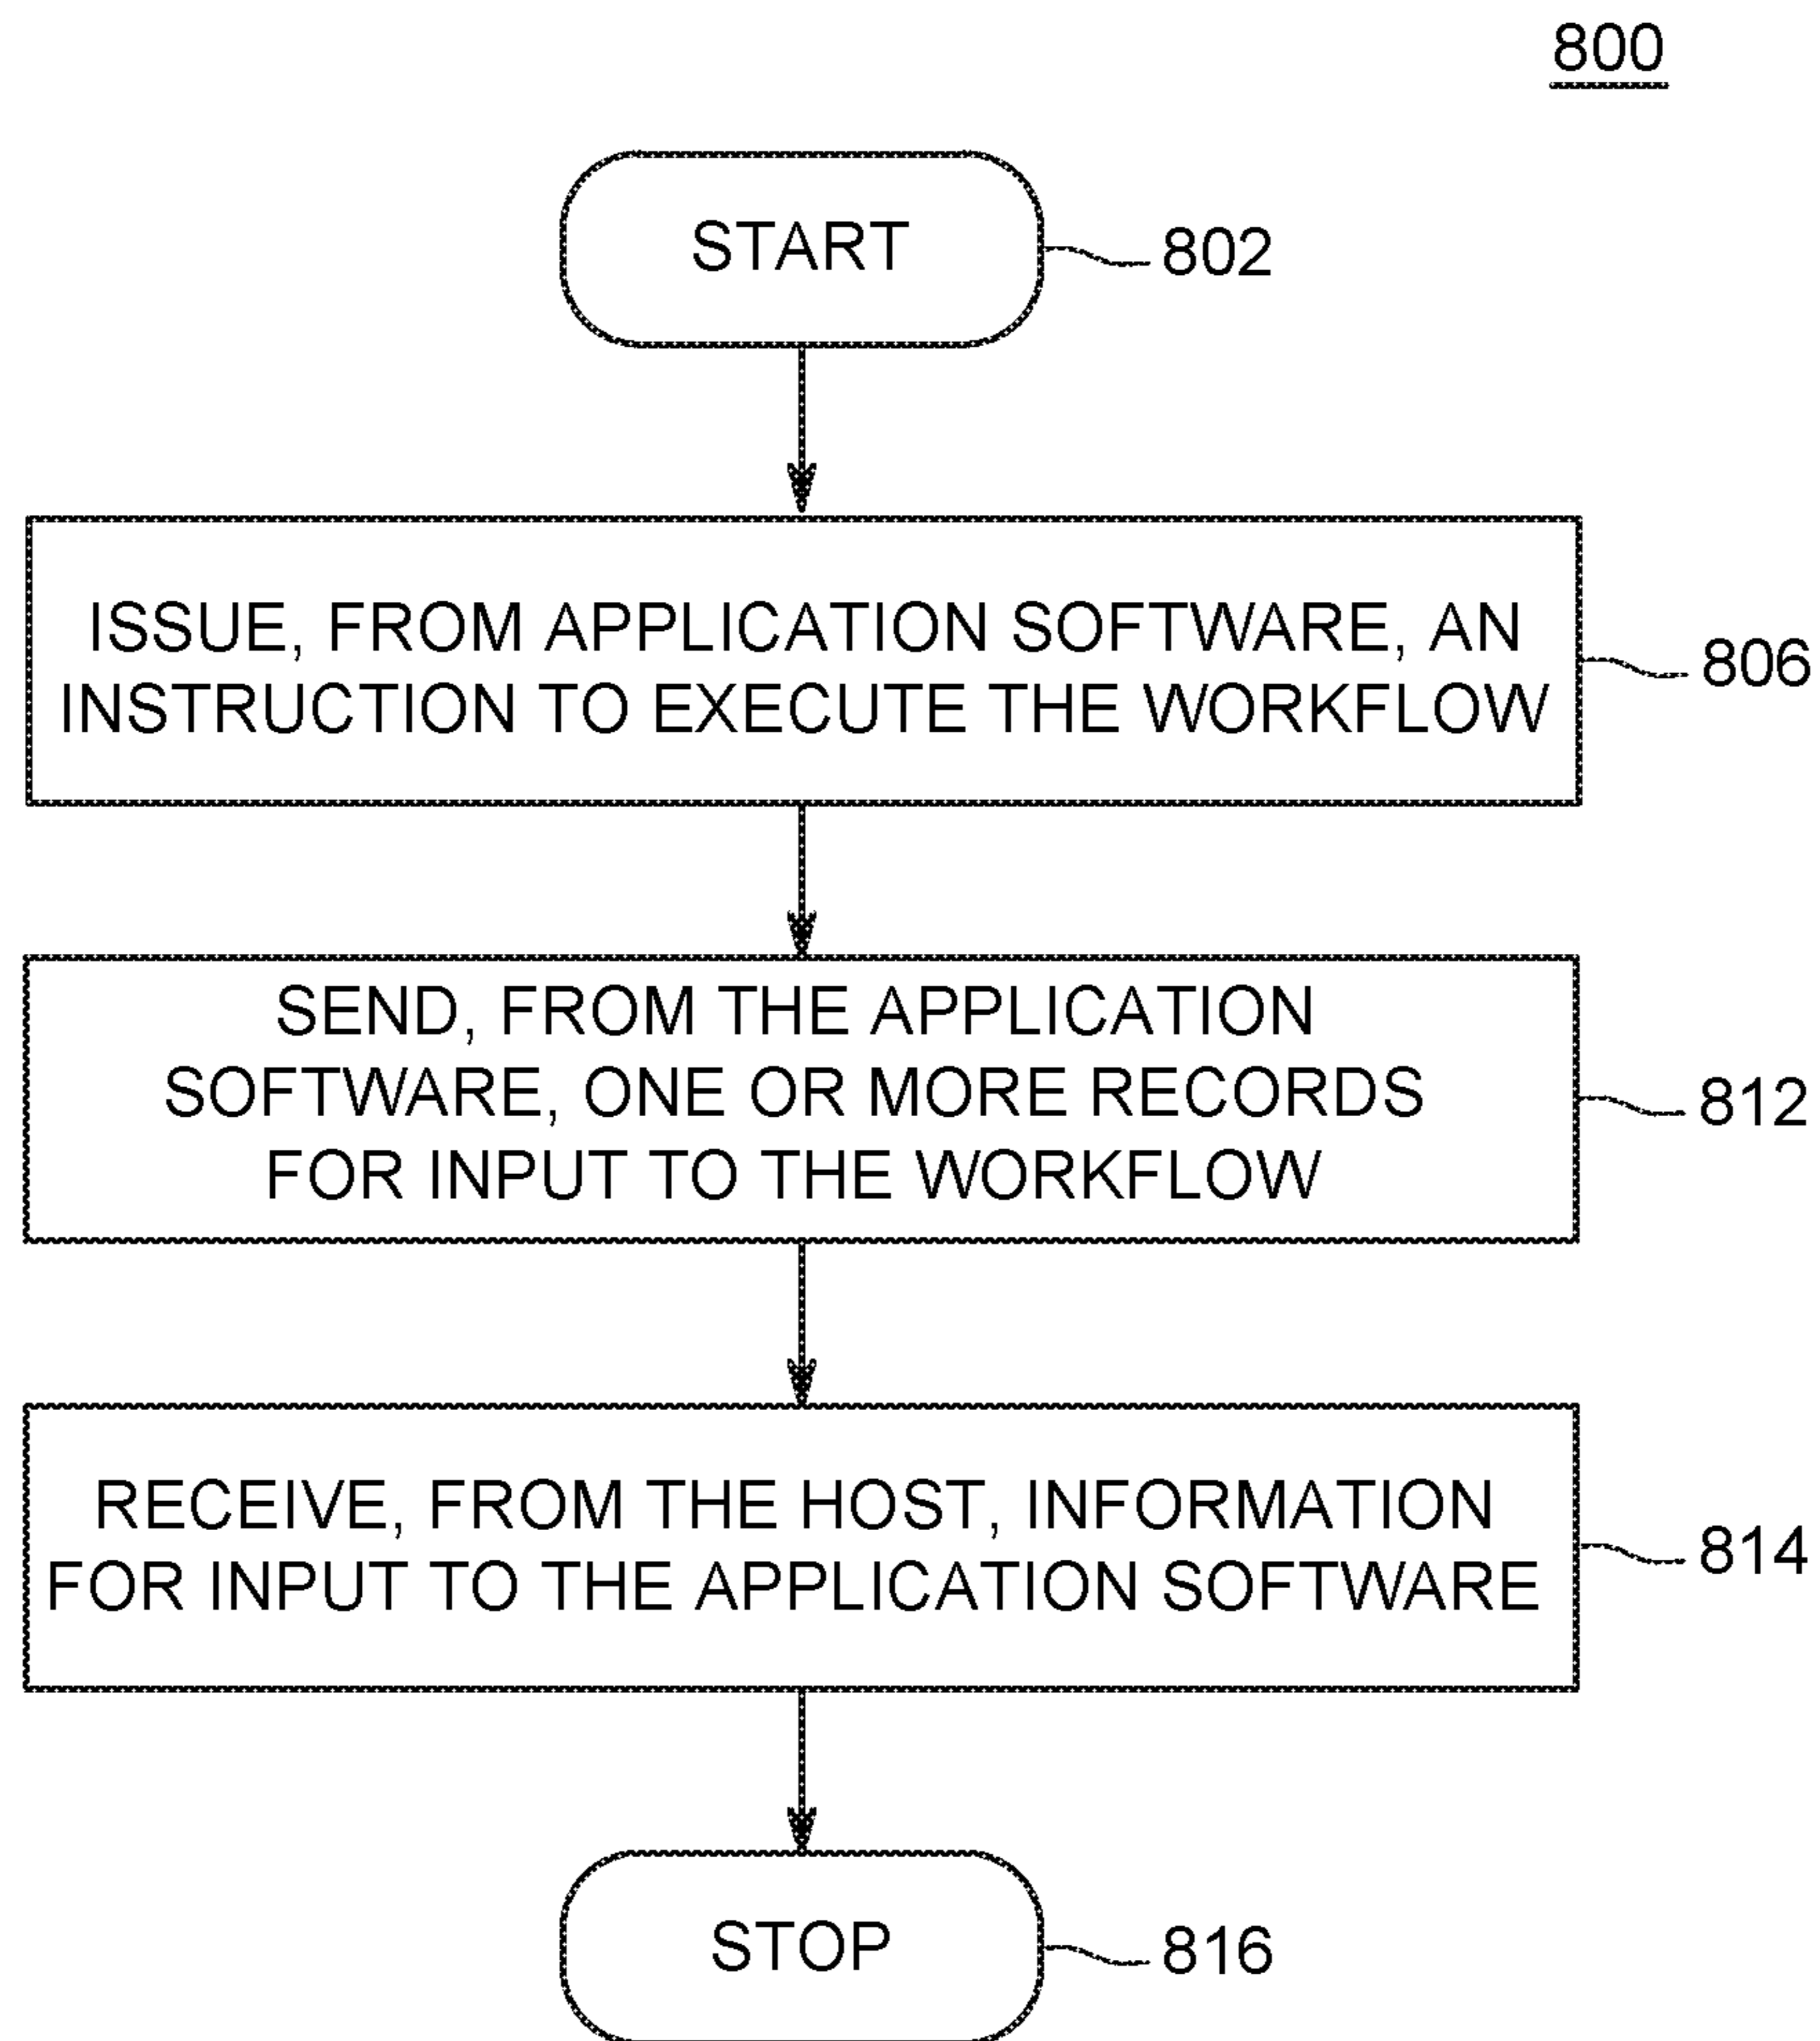 800
START
802
ISSUE, FROM APPLICATION SOFTWARE, AN
INSTRUCTION TO EXECUTE THE WORKFLOW
806
SEND, FROM THE APPLICATION
SOFTWARE, ONE OR MORE RECORDS
FOR INPUT TO THE WORKFLOW
812
RECEIVE, FROM THE HOST, INFORMATION
FOR INPUT TO THE APPLICATION SOFTWARE
814
STOP
816